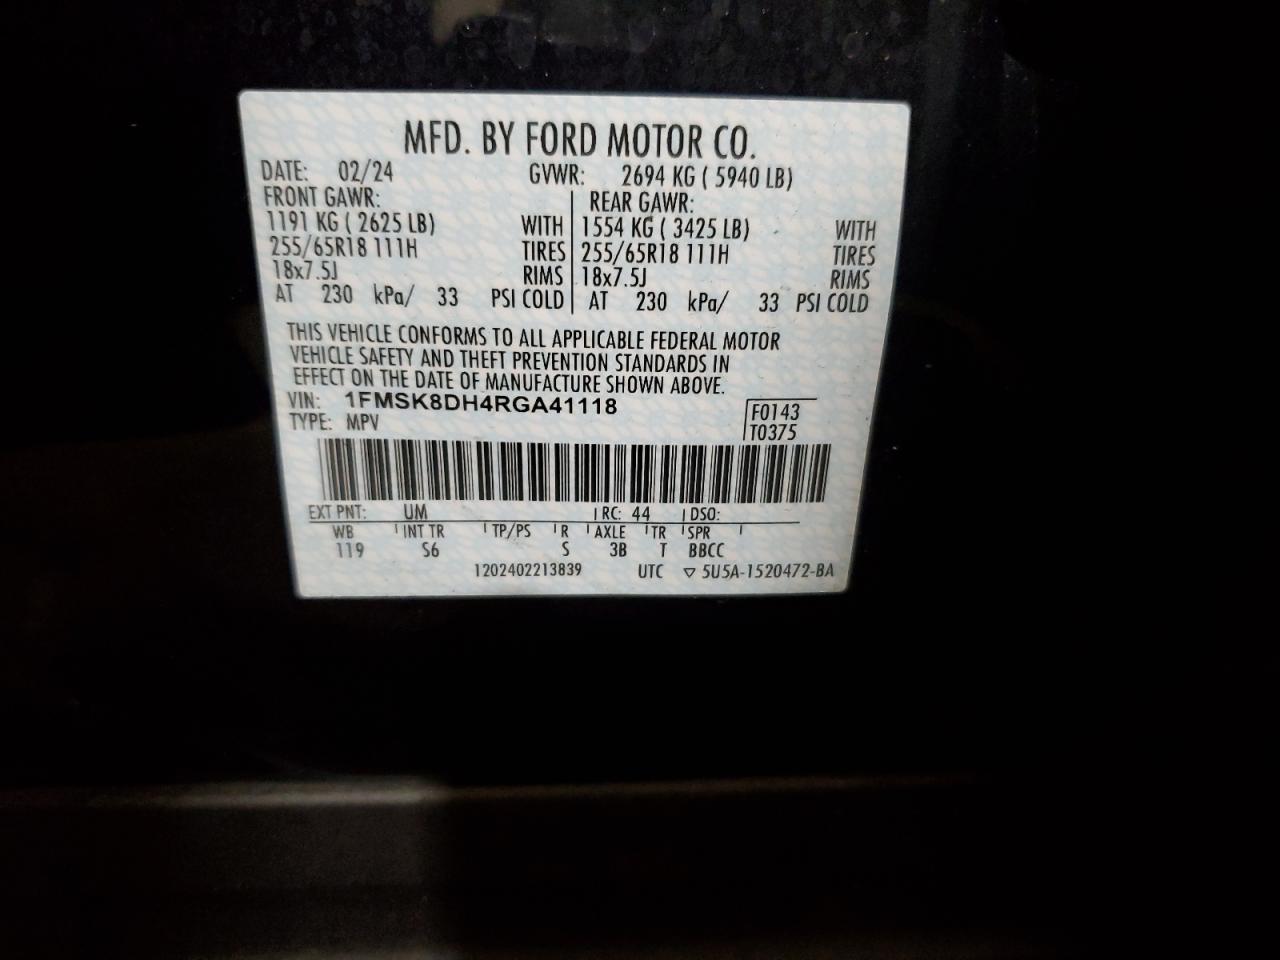 MFD. BY FORD MOTOR CO.
DATE: 02/24 GVWR: 2694 KG ( 5940 LB)
FRONT GAWR: REAR GAWR:
1191 KG ( 2625 LB) WITH 1554 KG ( 3425 LB) WITH
255/65R18 111H TIRES 255/65R18 111H TIRES
18x7.5J RIMS 18x7.5J RIMS
AT 230 kPa/ 33 PSI COLD AT 230 kPa/ 33 PSI COLD
THIS VEHICLE CONFORMS TO ALL APPLICABLE FEDERAL MOTOR
VEHICLE SAFETY AND THEFT PREVENTION STANDARDS IN
EFFECT ON THE DATE OF MANUFACTURE SHOWN ABOVE.
VIN: 1FMSK8DH4RGA41118 F0143
TYPE: MPV T0375
EXT PNT: UM RC: 44 DSO:
WB INT TR TP/PS R AXLE TR SPR
119 S6 S 3B T BBCC
1202402213839 UTC ▽ 5U5A-1520472-BA